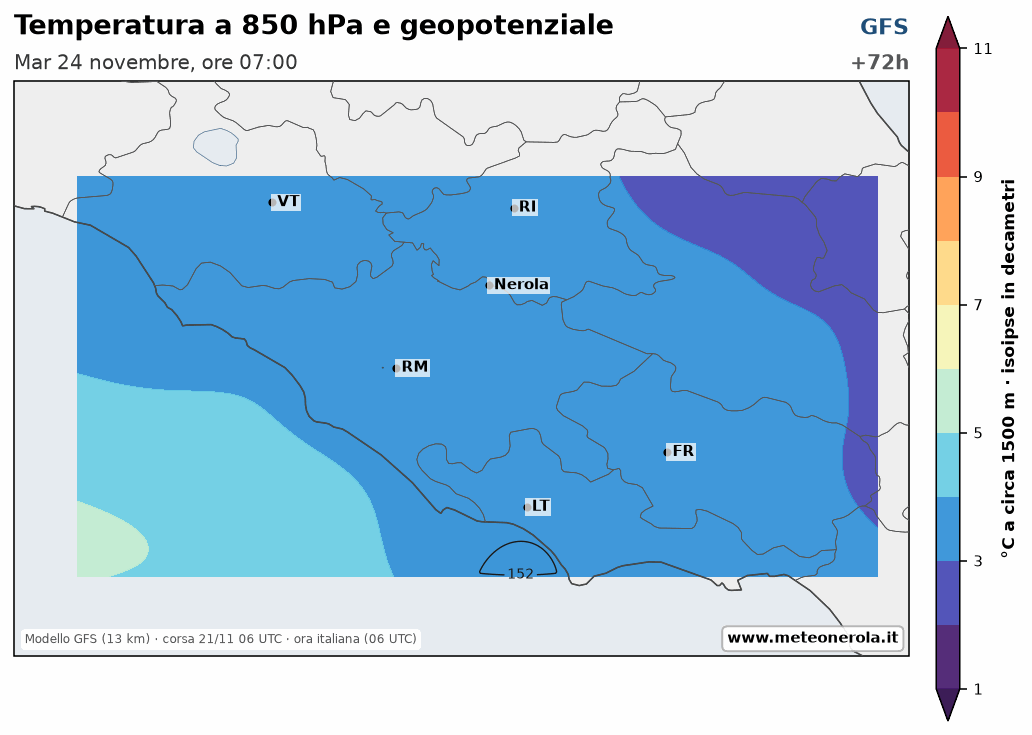 Temperatura a 850 hPa e geopotenziale
GFS
Mar 24 novembre, ore 07:00
+72h
11
9
7
5
3
1
°C a circa 1500 m · isoipse in decametri
VT
RI
Nerola
RM
FR
LT
152
Modello GFS (13 km) · corsa 21/11 06 UTC · ora italiana (06 UTC)
www.meteonerola.it